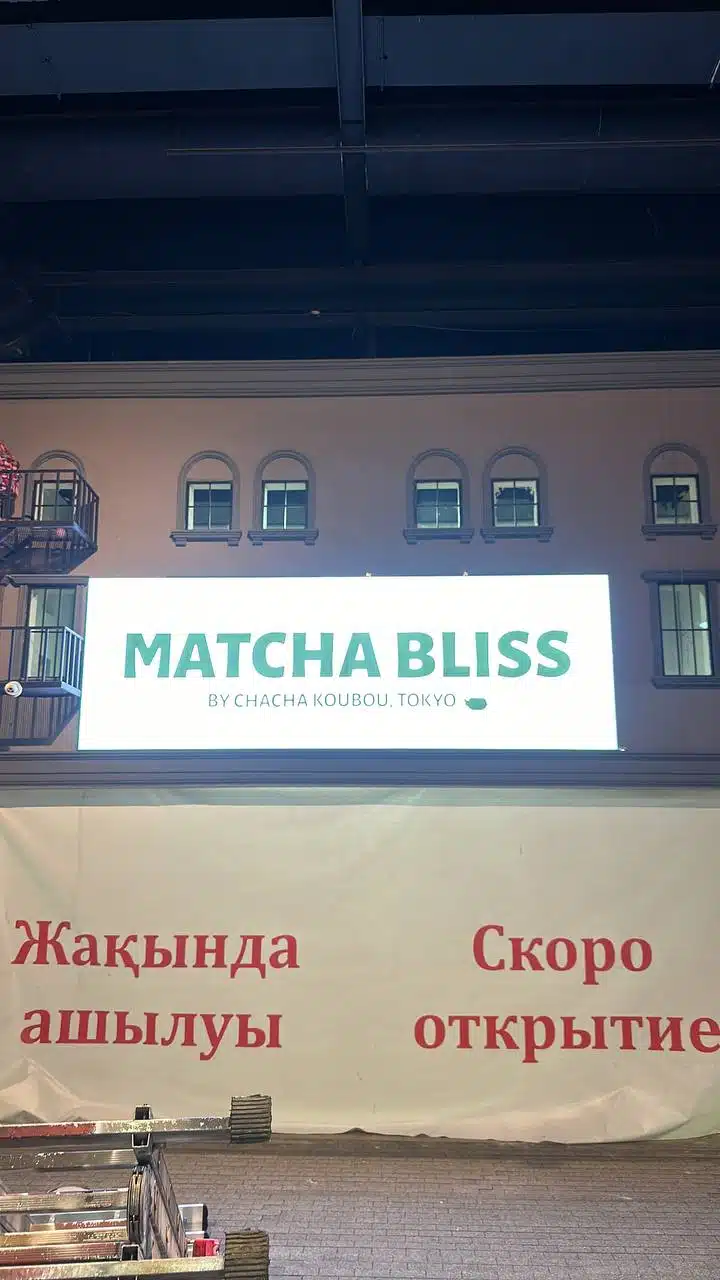 MATCHA BLISS
BY CHACHA KOUBOU, TOKYO
Жақында
ашылуы
Скоро
открытие